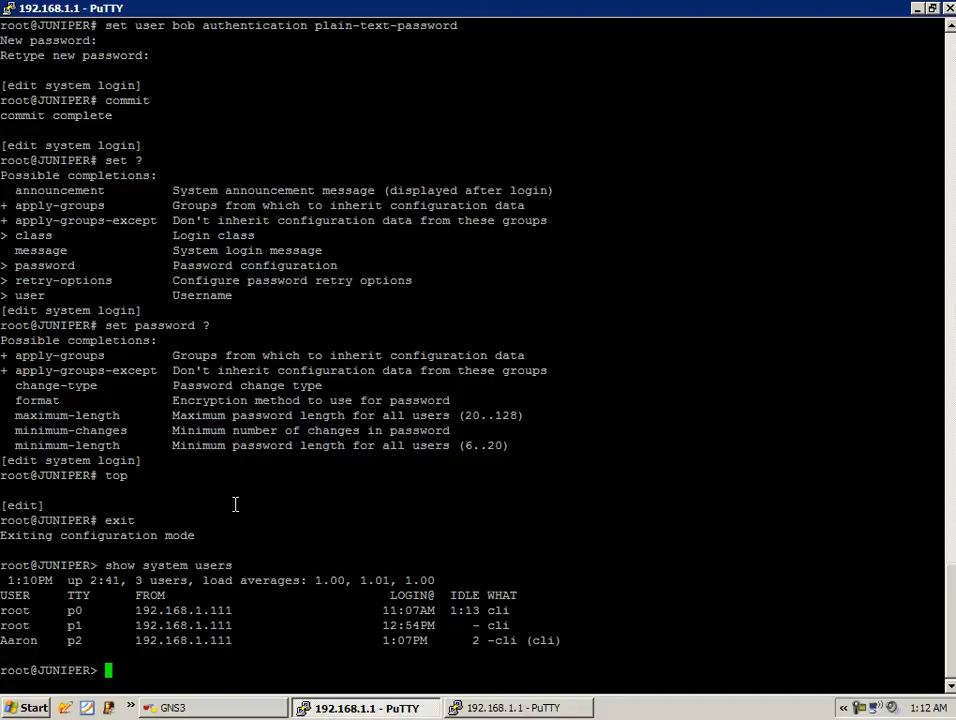 192.168.1.1 - PuTTY
root@JUNIPER# set user bob authentication plain-text-password
New password:
Retype new password:
[edit system login]
root@JUNIPER# commit
commit complete
[edit system login]
root@JUNIPER# set ?
Possible completions:
  announcement         System announcement message (displayed after login)
+ apply-groups         Groups from which to inherit configuration data
+ apply-groups-except  Don't inherit configuration data from these groups
> class                Login class
  message              System login message
> password             Password configuration
> retry-options        Configure password retry options
> user                 Username
[edit system login]
root@JUNIPER# set password ?
Possible completions:
+ apply-groups         Groups from which to inherit configuration data
+ apply-groups-except  Don't inherit configuration data from these groups
  change-type          Password change type
  format               Encryption method to use for password
  maximum-length       Maximum password length for all users (20..128)
  minimum-changes      Minimum number of changes in password
  minimum-length       Minimum password length for all users (6..20)
[edit system login]
root@JUNIPER# top
[edit]
root@JUNIPER# exit
Exiting configuration mode
root@JUNIPER> show system users
 1:10PM  up 2:41, 3 users, load averages: 1.00, 1.01, 1.00
USER     TTY      FROM                              LOGIN@  IDLE WHAT
root     p0       192.168.1.111                    11:07AM  1:13 cli
root     p1       192.168.1.111                    12:54PM     - cli
Aaron    p2       192.168.1.111                    1:07PM      2 -cli (cli)
root@JUNIPER>
Start » GNS3 192.168.1.1 - PuTTY 192.168.1.1 - PuTTY « 1:12 AM